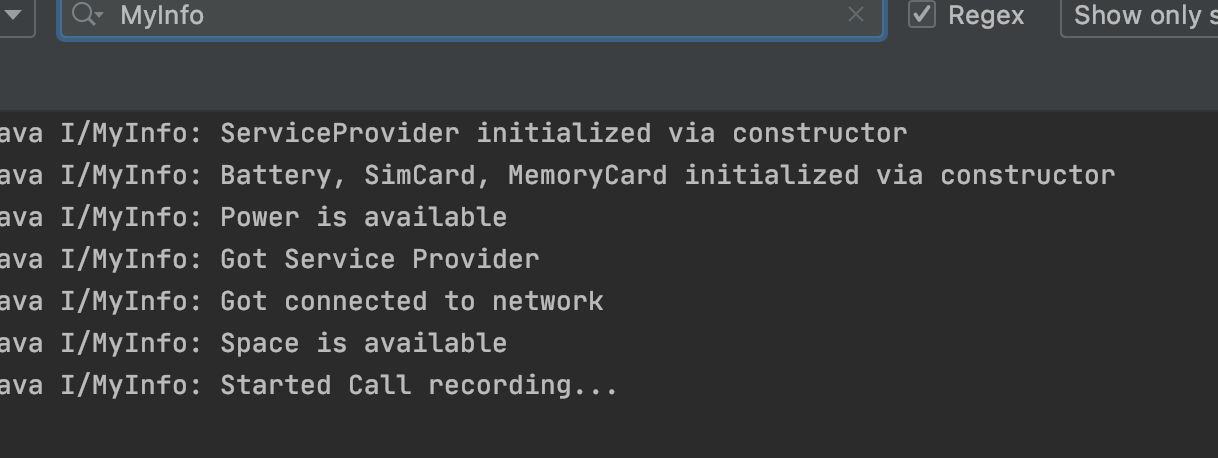 MyInfo
Regex
Show only s
ava I/MyInfo: ServiceProvider initialized via constructor
ava I/MyInfo: Battery, SimCard, MemoryCard initialized via constructor
ava I/MyInfo: Power is available
ava I/MyInfo: Got Service Provider
ava I/MyInfo: Got connected to network
ava I/MyInfo: Space is available
ava I/MyInfo: Started Call recording...